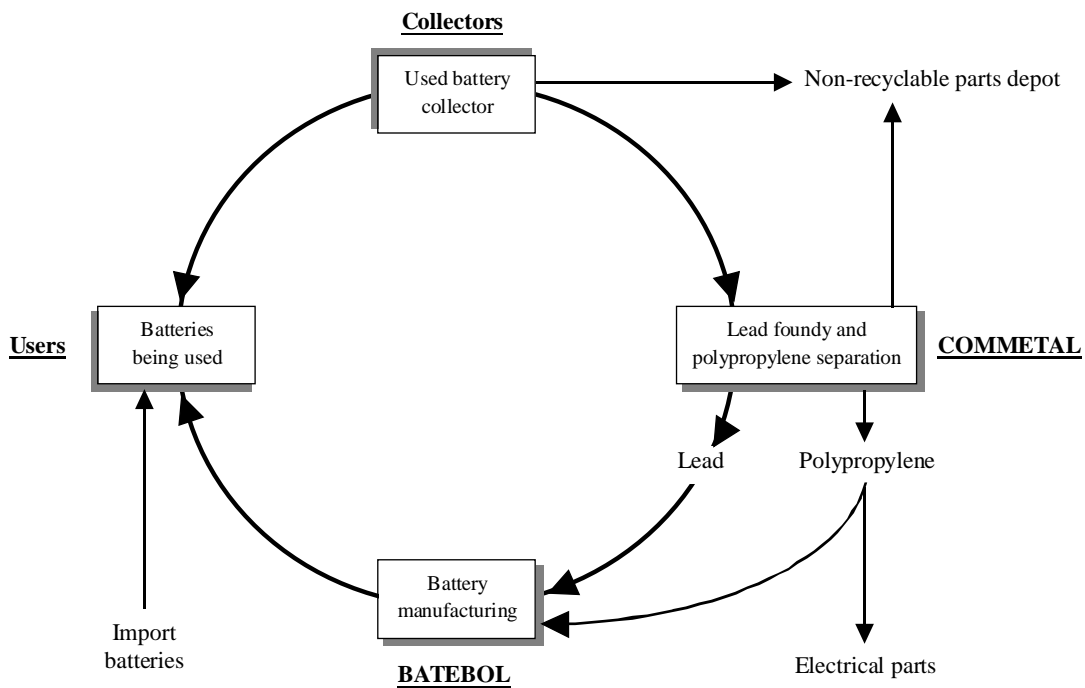 Collectors
Used battery
collector
Non-recyclable parts depot
Users
Batteries
being used
Lead foundy and
polypropylene separation
COMMETAL
Lead
Polypropylene
Battery
manufacturing
Import
batteries
BATEBOL
Electrical parts